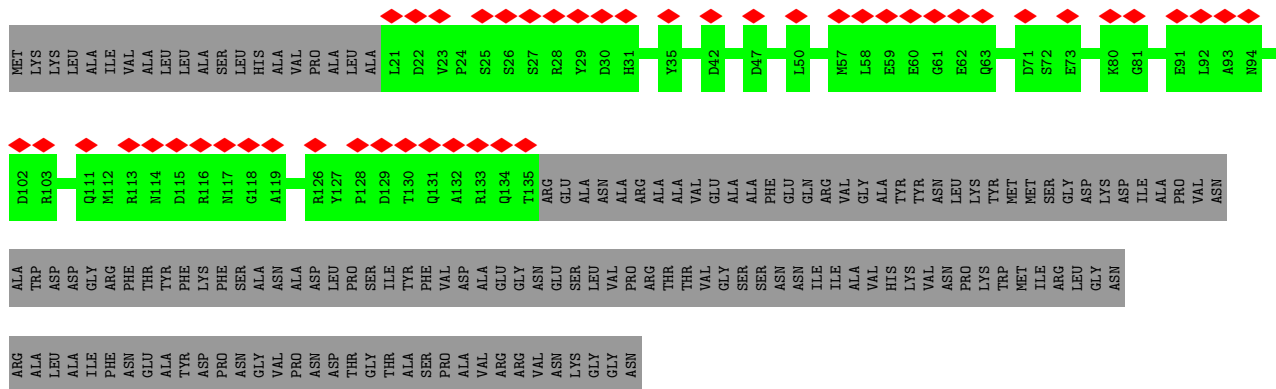 MET LYS LYS LEU ALA ILE VAL ALA LEU LEU ALA SER LEU HIS ALA VAL PRO ALA LEU ALA L21 D22 V23 P24 S25 S26 S27 R28 Y29 D30 H31 Y35 D42 D47 L50 M57 L58 E59 E60 G61 E62 Q63 D71 S72 E73 K80 G81 E91 L92 A93 N94
D102 R103 Q111 M112 R113 N114 D115 R116 N117 G118 A119 R126 Y127 P128 D129 T130 Q131 A132 R133 Q134 T135 ARG GLU ALA ASN ALA ARG ALA ALA VAL GLU ALA ALA PHE GLU GLN ARG VAL GLY ALA TYR TYR ASN LEU LYS TYR MET MET SER GLY ASP LYS ASP ILE ALA PRO VAL ASN
ALA TRP ASP ASP GLY ARG PHE THR TYR PHE LYS PHE SER ALA ASN ALA ASP LEU PRO SER ILE TYR PHE VAL ASP ALA GLU GLY ASN GLU SER LEU VAL PRO ARG THR THR VAL GLY SER SER ASN ASN ILE ILE ALA VAL HIS LYS VAL ASN PRO LYS TRP MET ILE ARG LEU GLY ASN
ARG ALA LEU ALA ILE PHE ASN GLU ALA TYR ASP PRO ASN GLY VAL PRO ASN ASP THR GLY THR ALA SER PRO ALA VAL ARG ARG VAL ASN LYS GLY GLY ASN